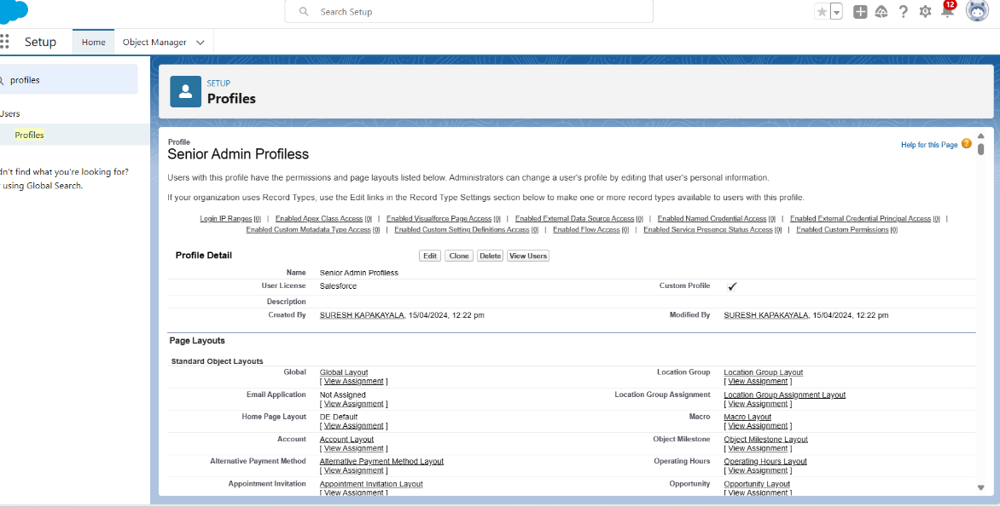 Search Setup
12
Setup Home Object Manager
profiles
Users
Profiles
dn't find what you're looking for?
using Global Search.
SETUP
Profiles
Profile
Senior Admin Profiless
Help for this Page ?
Users with this profile have the permissions and page layouts listed below. Administrators can change a user's profile by editing that user's personal information.
If your organization uses Record Types, use the Edit links in the Record Type Settings section below to make one or more record types available to users with this profile.
Login IP Ranges [0] | Enabled Apex Class Access [0] | Enabled Visualforce Page Access [0] | Enabled External Data Source Access [0] | Enabled Named Credential Access [0] | Enabled External Credential Principal Access [0] |
Enabled Custom Metadata Type Access [0] | Enabled Custom Setting Definitions Access [0] | Enabled Flow Access [0] | Enabled Service Presence Status Access [0] | Enabled Custom Permissions [0]
Profile Detail Edit Clone Delete View Users
Name Senior Admin Profiless
User License Salesforce Custom Profile ✓
Description
Created By SURESH KAPAKAYALA, 15/04/2024, 12:22 pm Modified By SURESH KAPAKAYALA, 15/04/2024, 12:22 pm
Page Layouts
Standard Object Layouts
Global Global Layout Location Group Location Group Layout
[ View Assignment ] [ View Assignment ]
Email Application Not Assigned Location Group Assignment Location Group Assignment Layout
[ View Assignment ] [ View Assignment ]
Home Page Layout DE Default Macro Macro Layout
[ View Assignment ] [ View Assignment ]
Account Account Layout Object Milestone Object Milestone Layout
[ View Assignment ] [ View Assignment ]
Alternative Payment Method Alternative Payment Method Layout Operating Hours Operating Hours Layout
[ View Assignment ] [ View Assignment ]
Appointment Invitation Appointment Invitation Layout Opportunity Opportunity Layout
[ View Assignment ] [ View Assignment ]